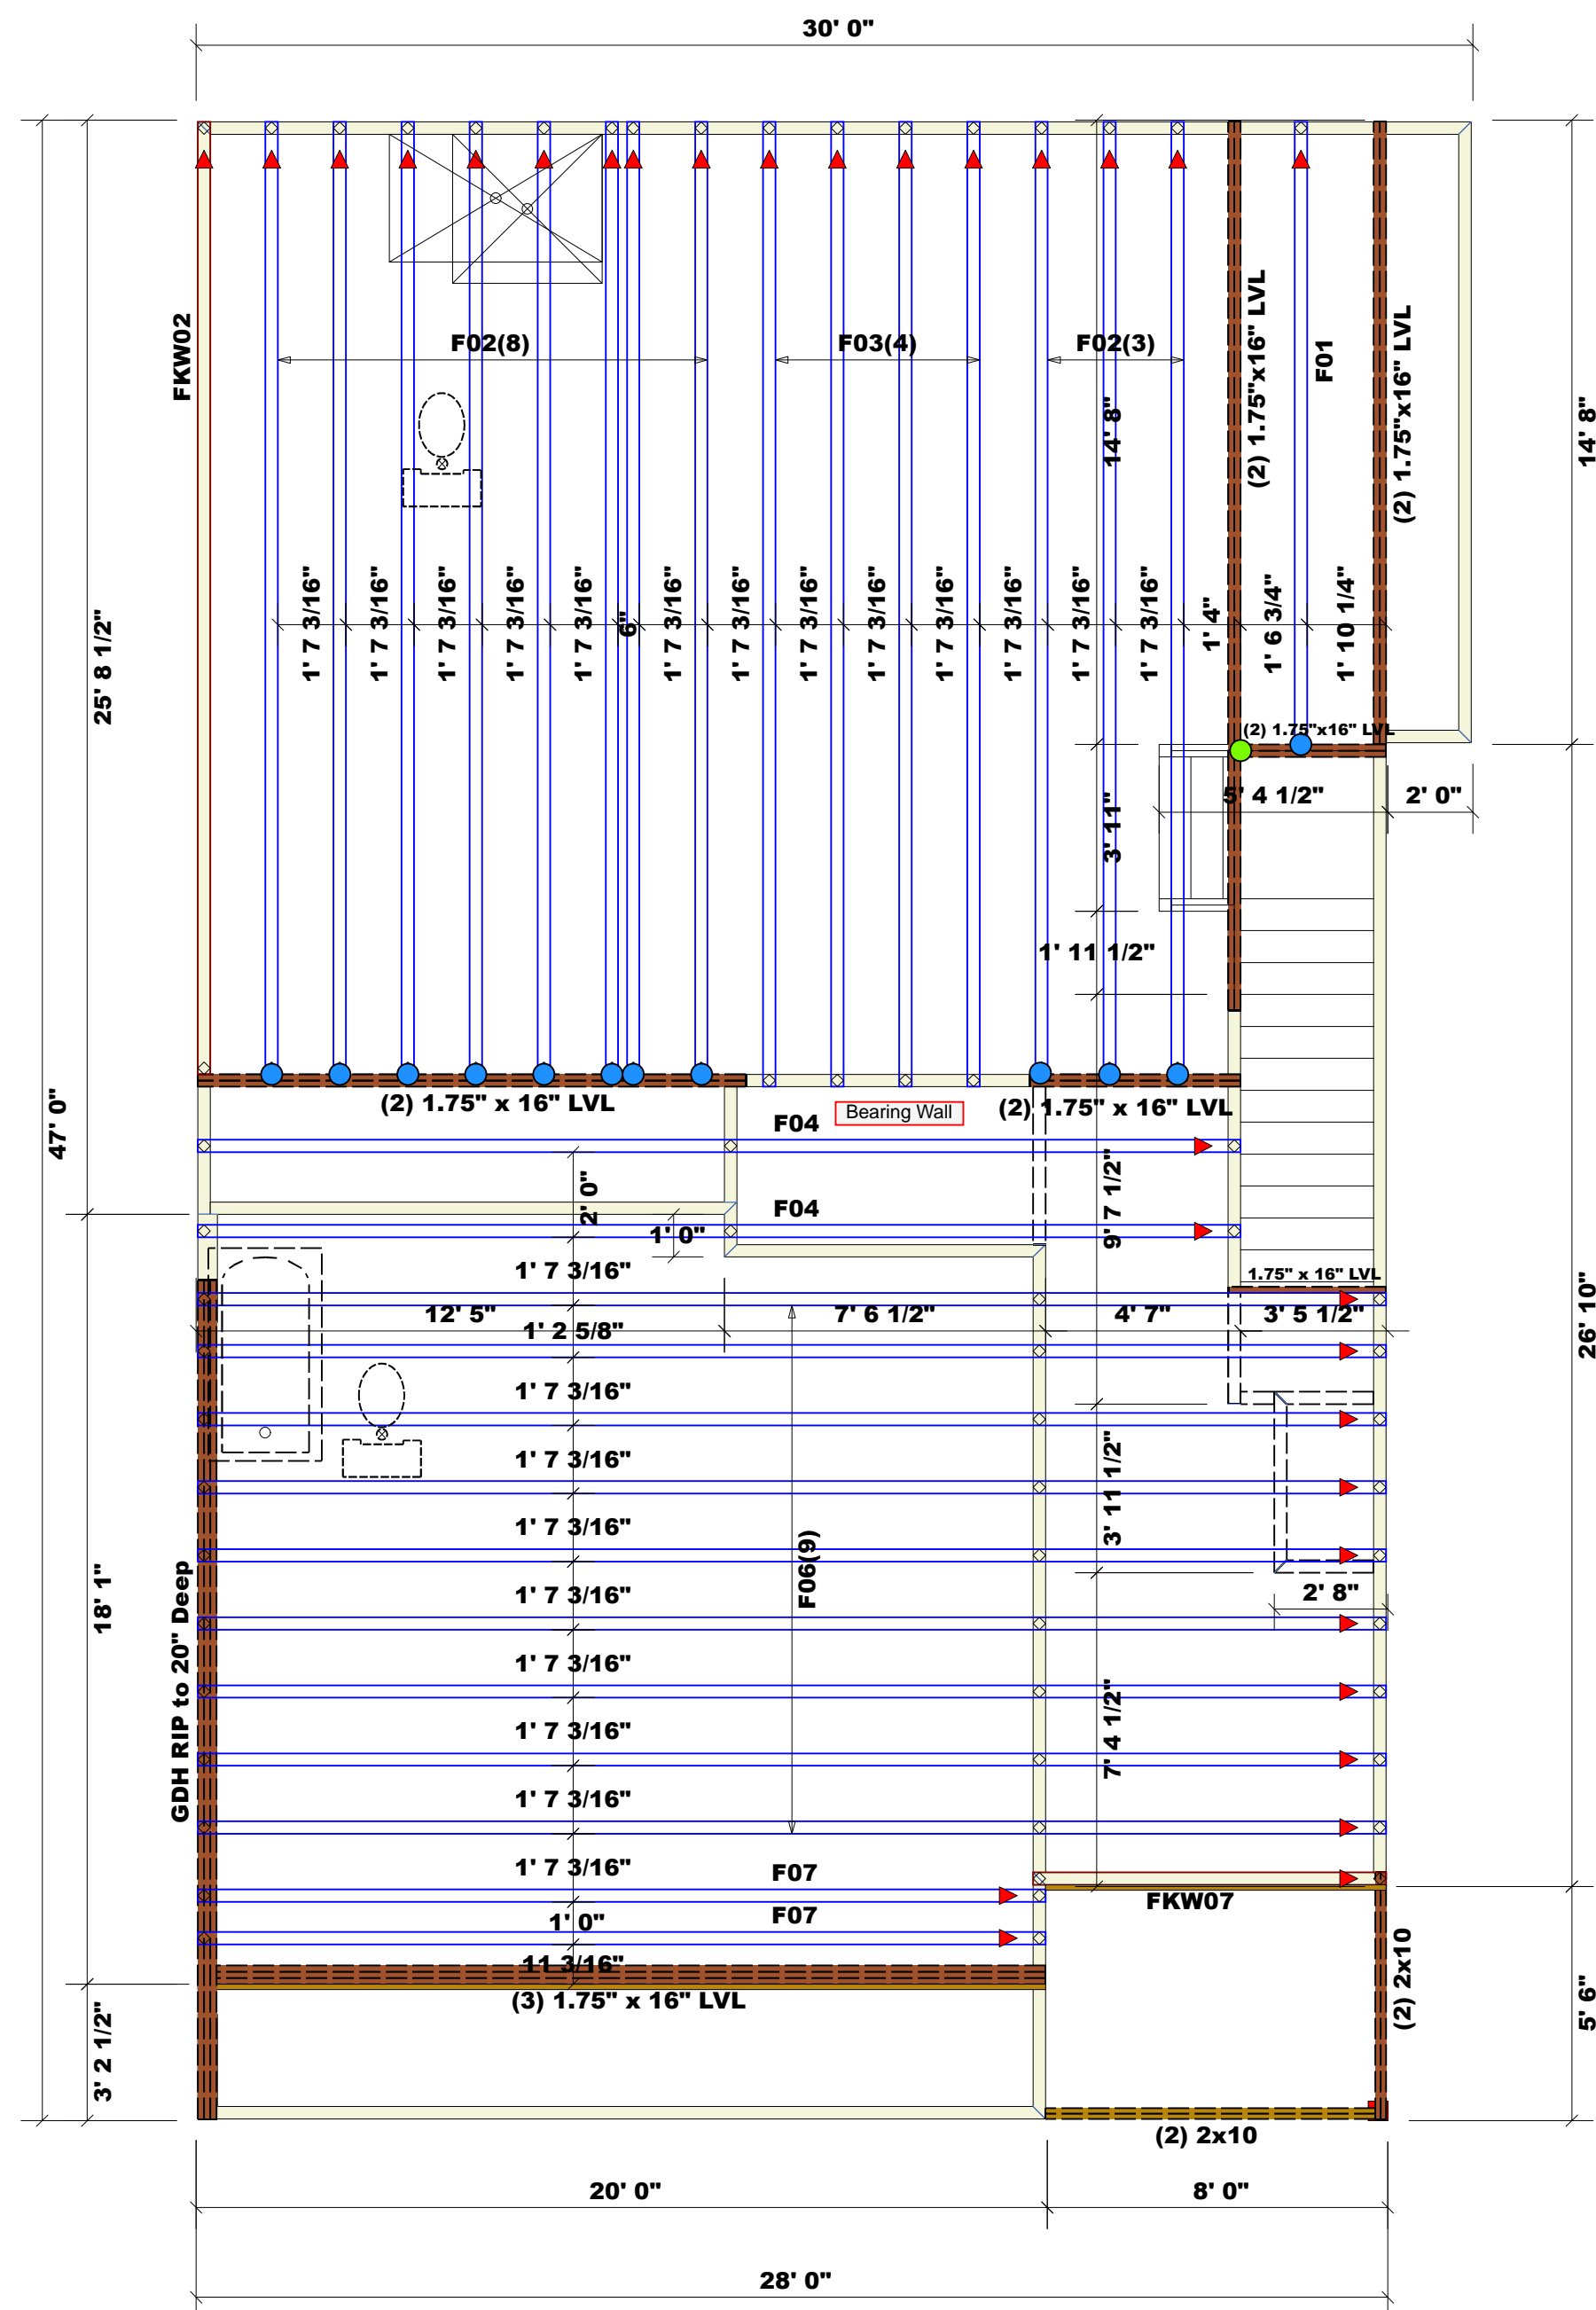 30' 0"
FKW02
F02(8)
F03(4)
F02(3)
14' 8"
(2) 1.75"x16" LVL
F01
(2) 1.75"x16" LVL
14' 8"
25' 8 1/2"
1' 7 3/16"
1' 7 3/16"
1' 7 3/16"
1' 7 3/16"
1' 7 3/16"
6"
1' 7 3/16"
1' 7 3/16"
1' 7 3/16"
1' 7 3/16"
1' 7 3/16"
1' 7 3/16"
1' 7 3/16"
1' 7 3/16"
1' 4"
1' 6 3/4"
1' 10 1/4"
(2) 1.75"x16" LVL
5' 4 1/2"
2' 0"
3' 11"
1' 11 1/2"
47' 0"
(2) 1.75" x 16" LVL
Bearing Wall
(2) 1.75" x 16" LVL
F04
2' 0"
9' 7 1/2"
F04
1' 0"
1' 7 3/16"
1.75" x 16" LVL
12' 5"
7' 6 1/2"
4' 7"
3' 5 1/2"
26' 10"
1' 2 5/8"
1' 7 3/16"
1' 7 3/16"
3' 11 1/2"
1' 7 3/16"
F06(9)
18' 1"
GDH RIP to 20" Deep
1' 7 3/16"
2' 8"
1' 7 3/16"
1' 7 3/16"
7' 4 1/2"
1' 7 3/16"
1' 7 3/16"
F07
FKW07
1' 0"
F07
11 3/16"
(3) 1.75" x 16" LVL
(2) 2x10
3' 2 1/2"
5' 6"
(2) 2x10
20' 0"
8' 0"
28' 0"